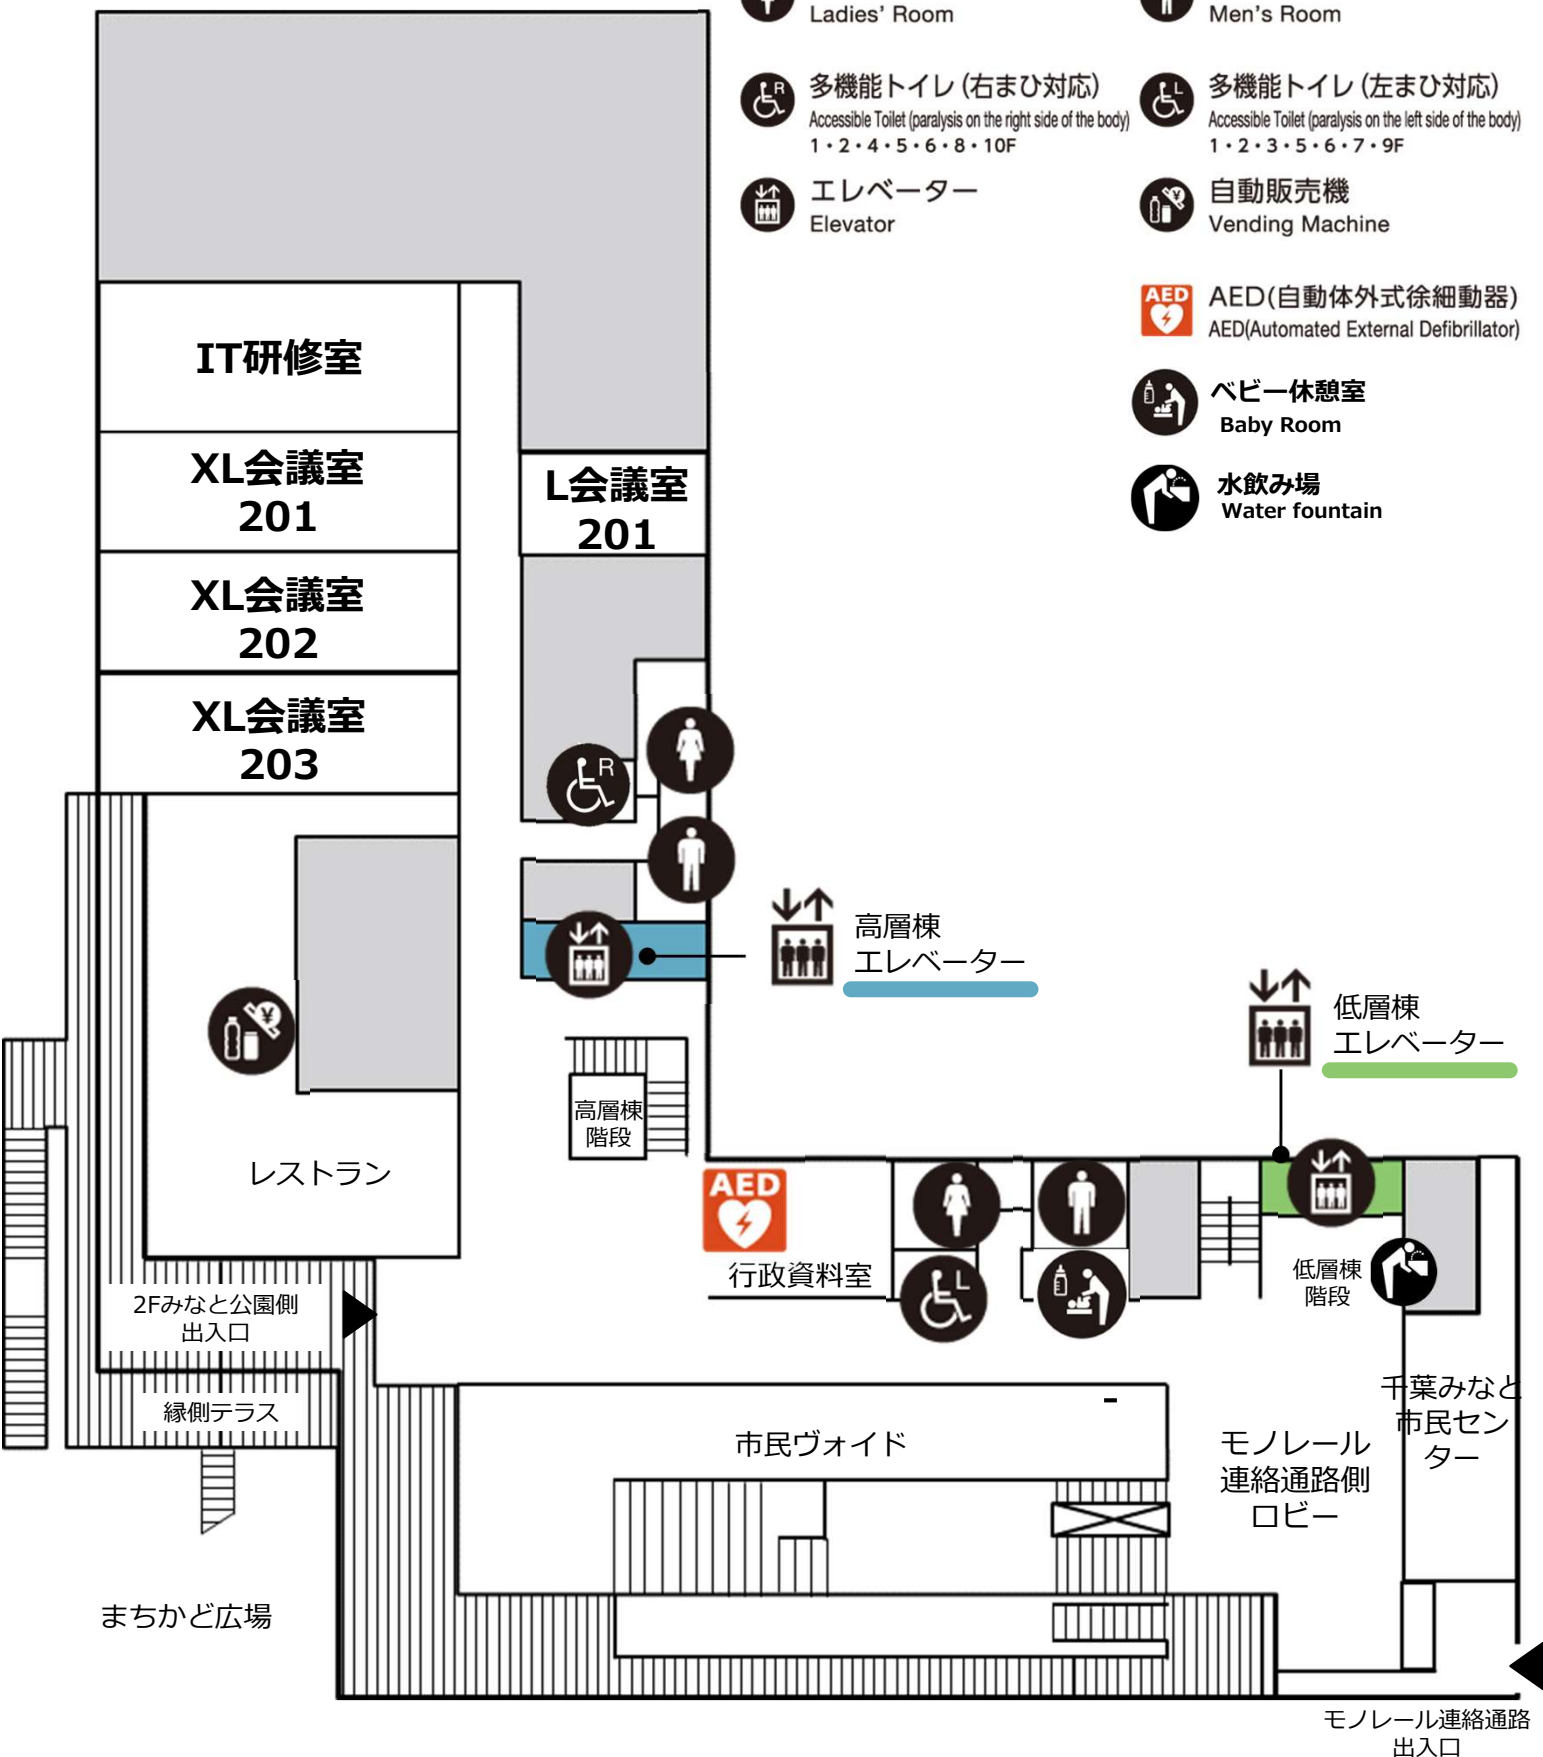 Ladies’ Room
Men's Room
多機能トイレ（右まひ対応）
Accessible Toilet (paralysis on the right side of the body)
1・2・4・5・6・8・10F
多機能トイレ（左まひ対応）
Accessible Toilet (paralysis on the left side of the body)
1・2・3・5・6・7・9F
エレベーター
Elevator
自動販売機
Vending Machine
AED
AED(自動体外式徐細動器)
AED(Automated External Defibrillator)
ベビー休憩室
Baby Room
水飲み場
Water fountain
IT研修室
XL会議室
201
L会議室
201
XL会議室
202
XL会議室
203
R
高層棟
エレベーター
低層棟
エレベーター
高層棟
階段
レストラン
AED
行政資料室
L
低層棟
階段
2Fみなと公園側
出入口
縁側テラス
市民ヴォイド
モノレール
連絡通路側
ロビー
千葉みなと
市民セン
ター
まちかど広場
モノレール連絡通路
出入口